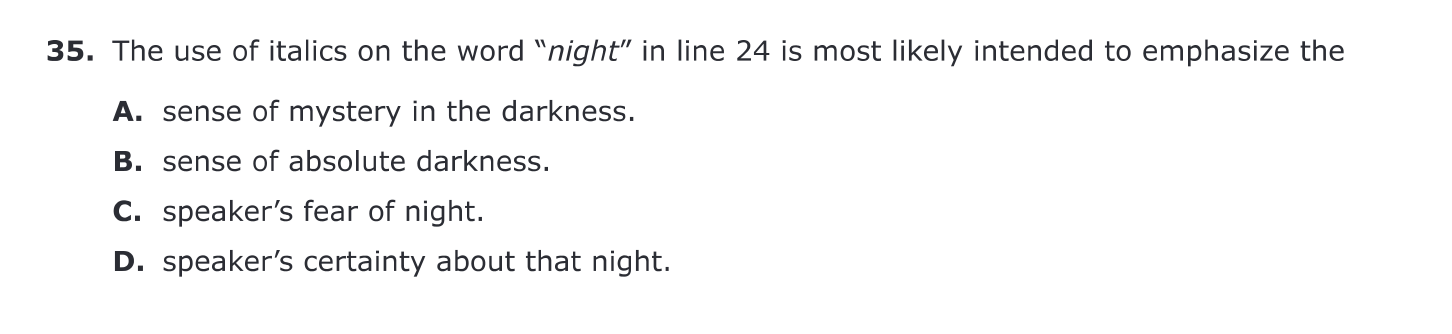 35. The use of italics on the word “night” in line 24 is most likely intended to emphasize the
A. sense of mystery in the darkness.
B. sense of absolute darkness.
C. speaker’s fear of night.
D. speaker’s certainty about that night.